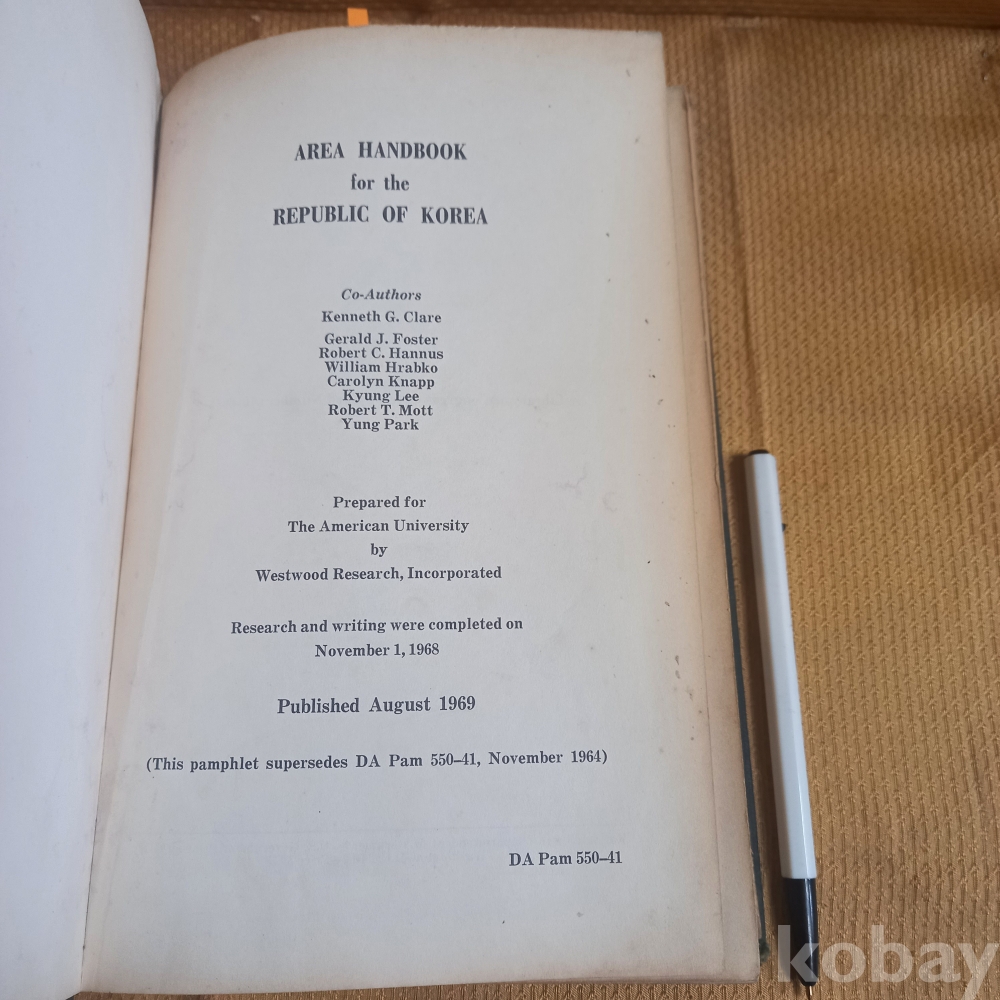 AREA HANDBOOK
for the
REPUBLIC OF KOREA
Co-Authors
Kenneth G. Clare
Gerald J. Foster
Robert C. Hannus
William Hrabko
Carolyn Knapp
Kyung Lee
Robert T. Mott
Yung Park
Prepared for
The American University
by
Westwood Research, Incorporated
Research and writing were completed on
November 1, 1968
Published August 1969
(This pamphlet supersedes DA Pam 550–41, November 1964)
DA Pam 550–41
kobay